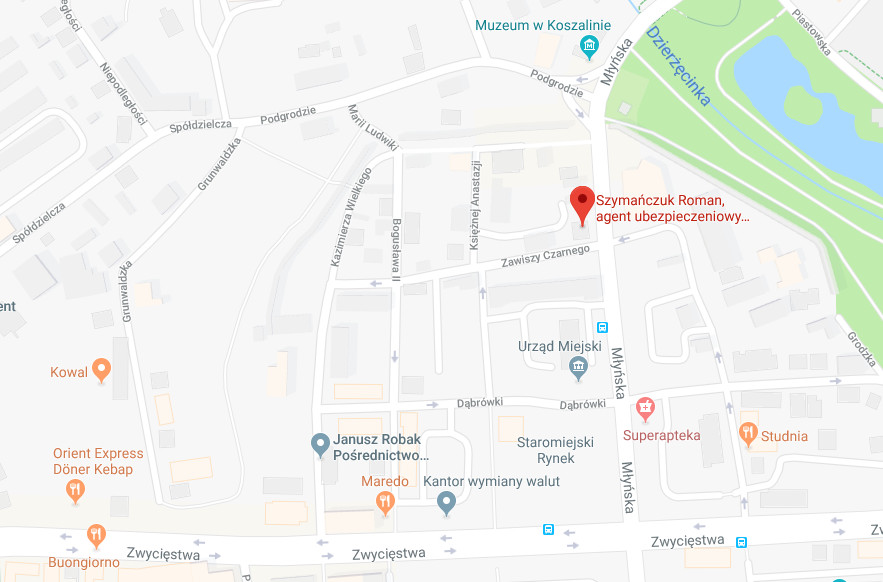 Muzeum w Koszalinie
Piastowska
Młyńska
Dzierżęcinka
Podgrodzie
Niepodległości
Spółdzielcza
Podgrodzie
Marii Ludwiki
Grunwaldzka
Kazimierza Wielkiego
Księżnej Anastazji
Szymańczuk Roman,
agent ubezpieczeniowy...
Spółdzielcza
Bogusława II
Zawiszy Czarnego
Grunwaldzka
ent
Urząd Miejski
Młyńska
Grodzka
Kowal
Dąbrówki
Dąbrówki
Superapteka
Studnia
Janusz Robak
Pośrednictwo...
Staromiejski
Rynek
Orient Express
Döner Kebap
Maredo
Kantor wymiany walut
Młyńska
Buongiorno
Zwycięstwa
Zwycięstwa
Zwycięstwa